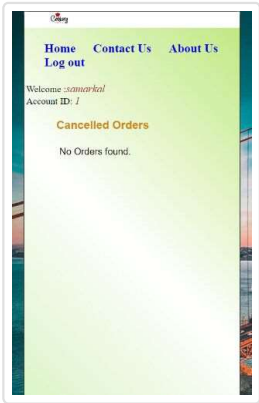 Home Contact Us About Us
Log out
Welcome :samarkal
Account ID: 1
Cancelled Orders
No Orders found.